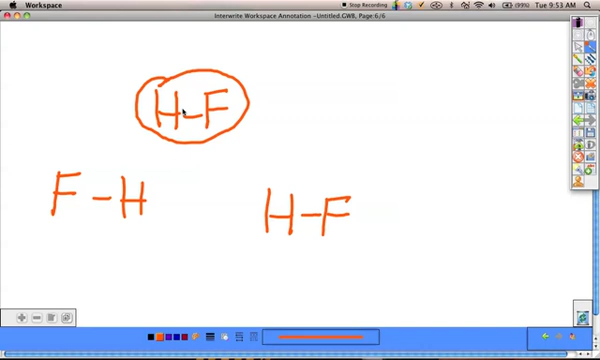 Workspace
Stop Recording
(99%)
Tue 9:53 AM
Interwrite Workspace Annotation -Untitled.GWB, Page:6/6
H-F
F-H
H-F